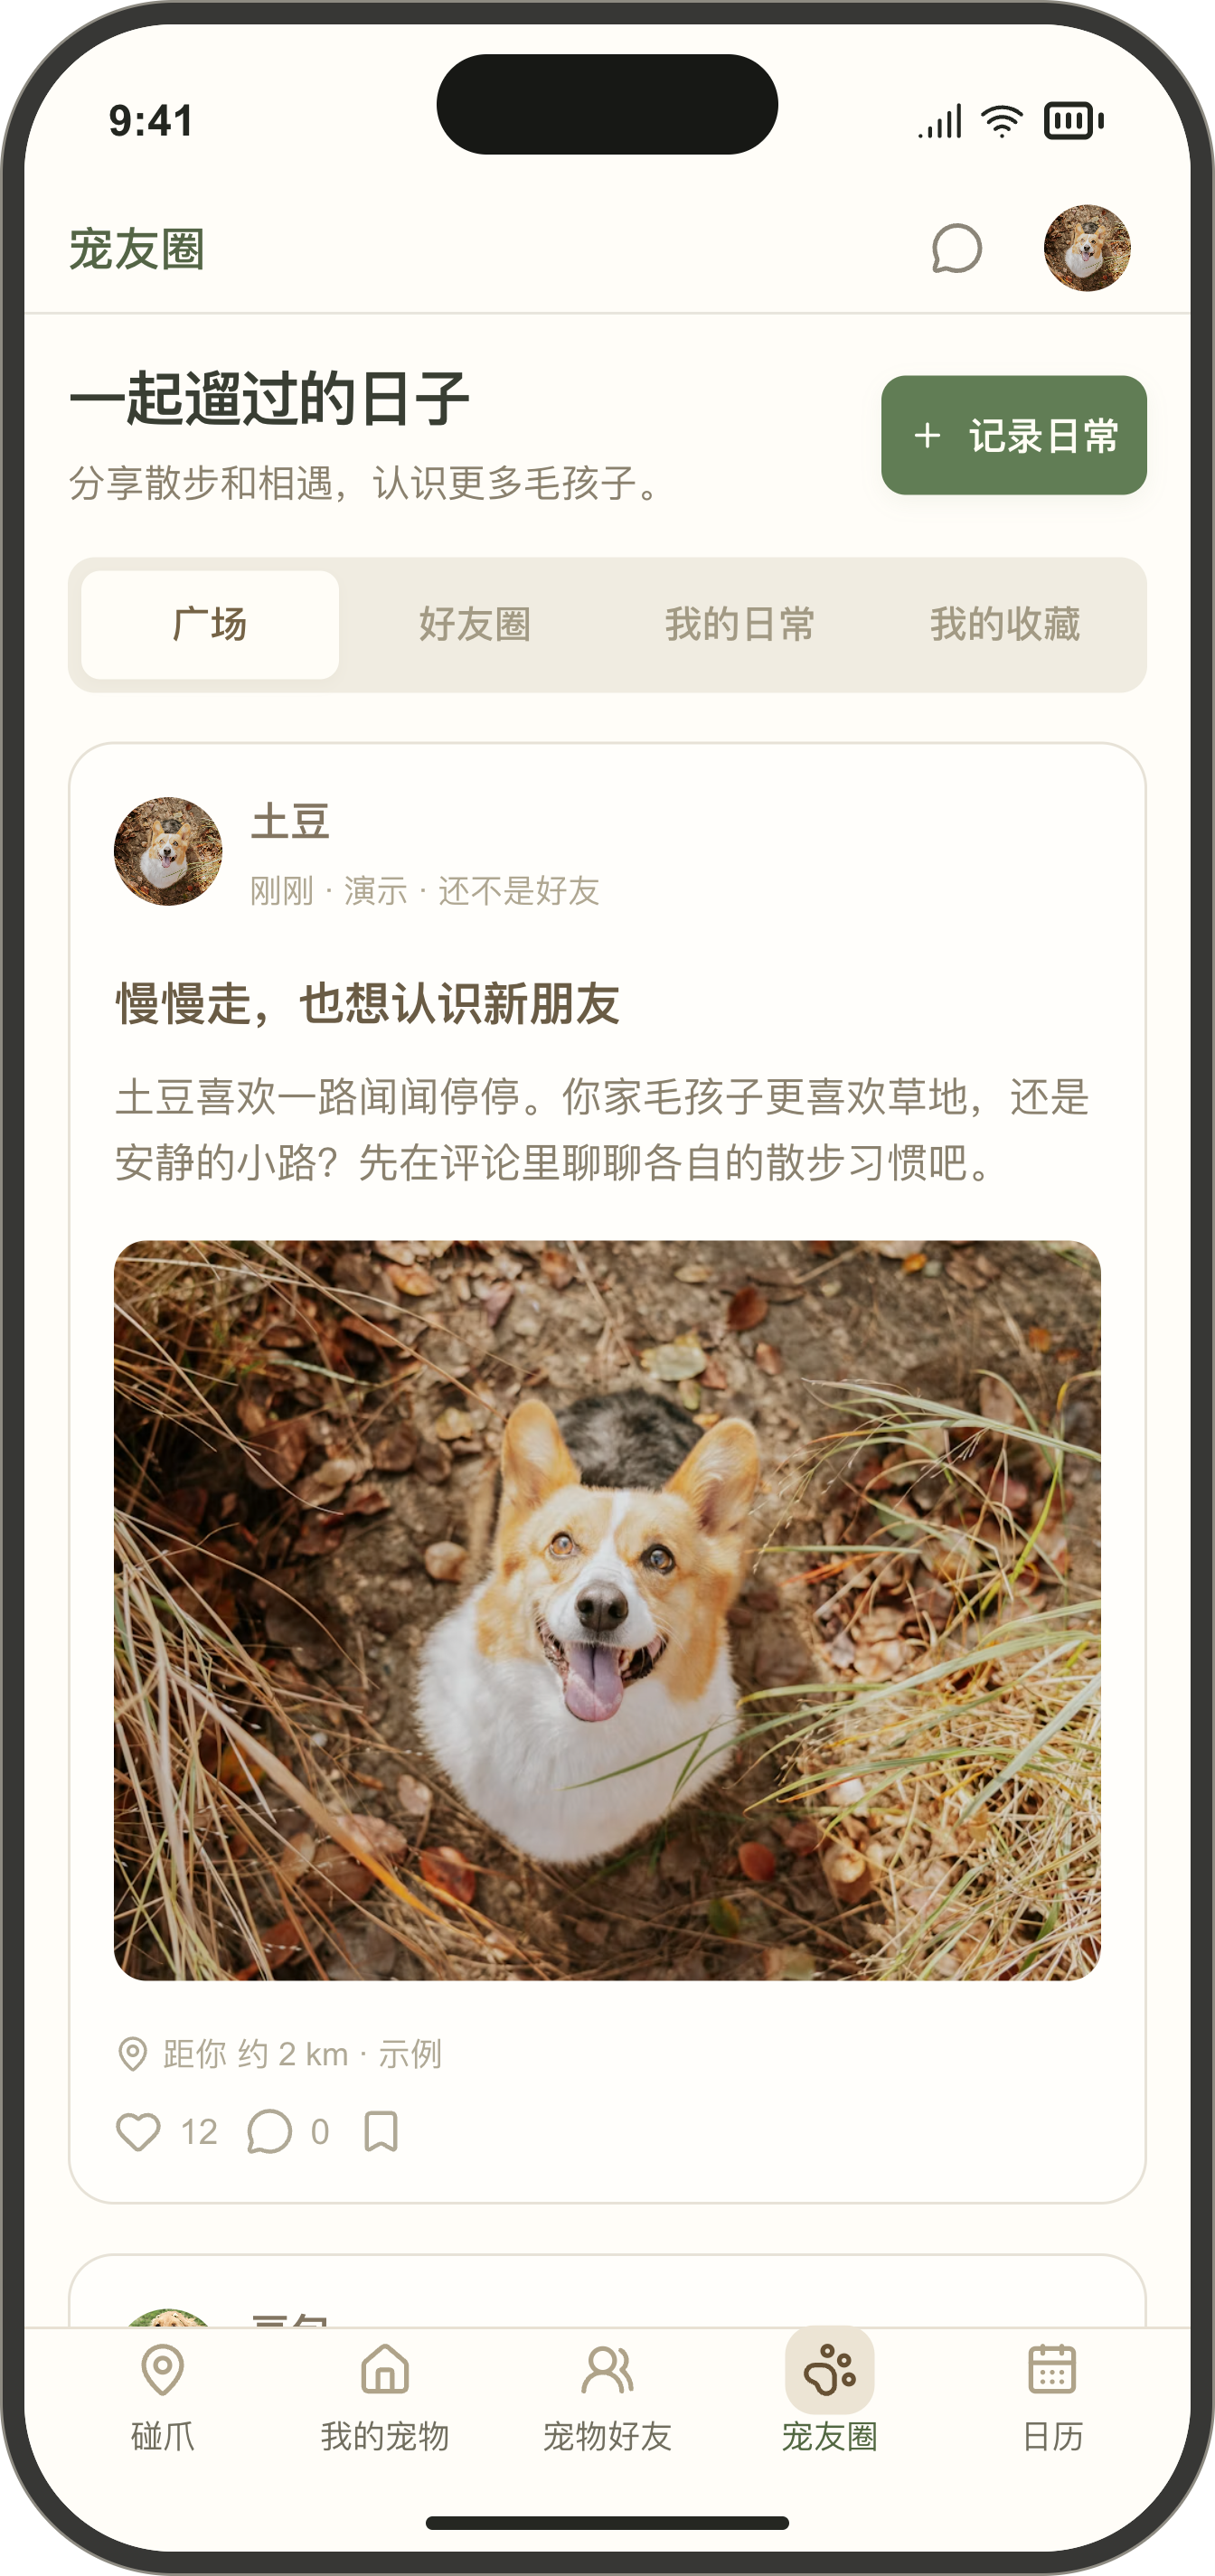 9:41
宠友圈
一起遛过的日子
+ 记录日常
分享散步和相遇，认识更多毛孩子。
广场 好友圈 我的日常 我的收藏
土豆
刚刚 · 演示 · 还不是好友
慢慢走，也想认识新朋友
土豆喜欢一路闻闻停停。你家毛孩子更喜欢草地，还是
安静的小路？先在评论里聊聊各自的散步习惯吧。
距你 约 2 km · 示例
12 0
碰爪 我的宠物 宠物好友 宠友圈 日历